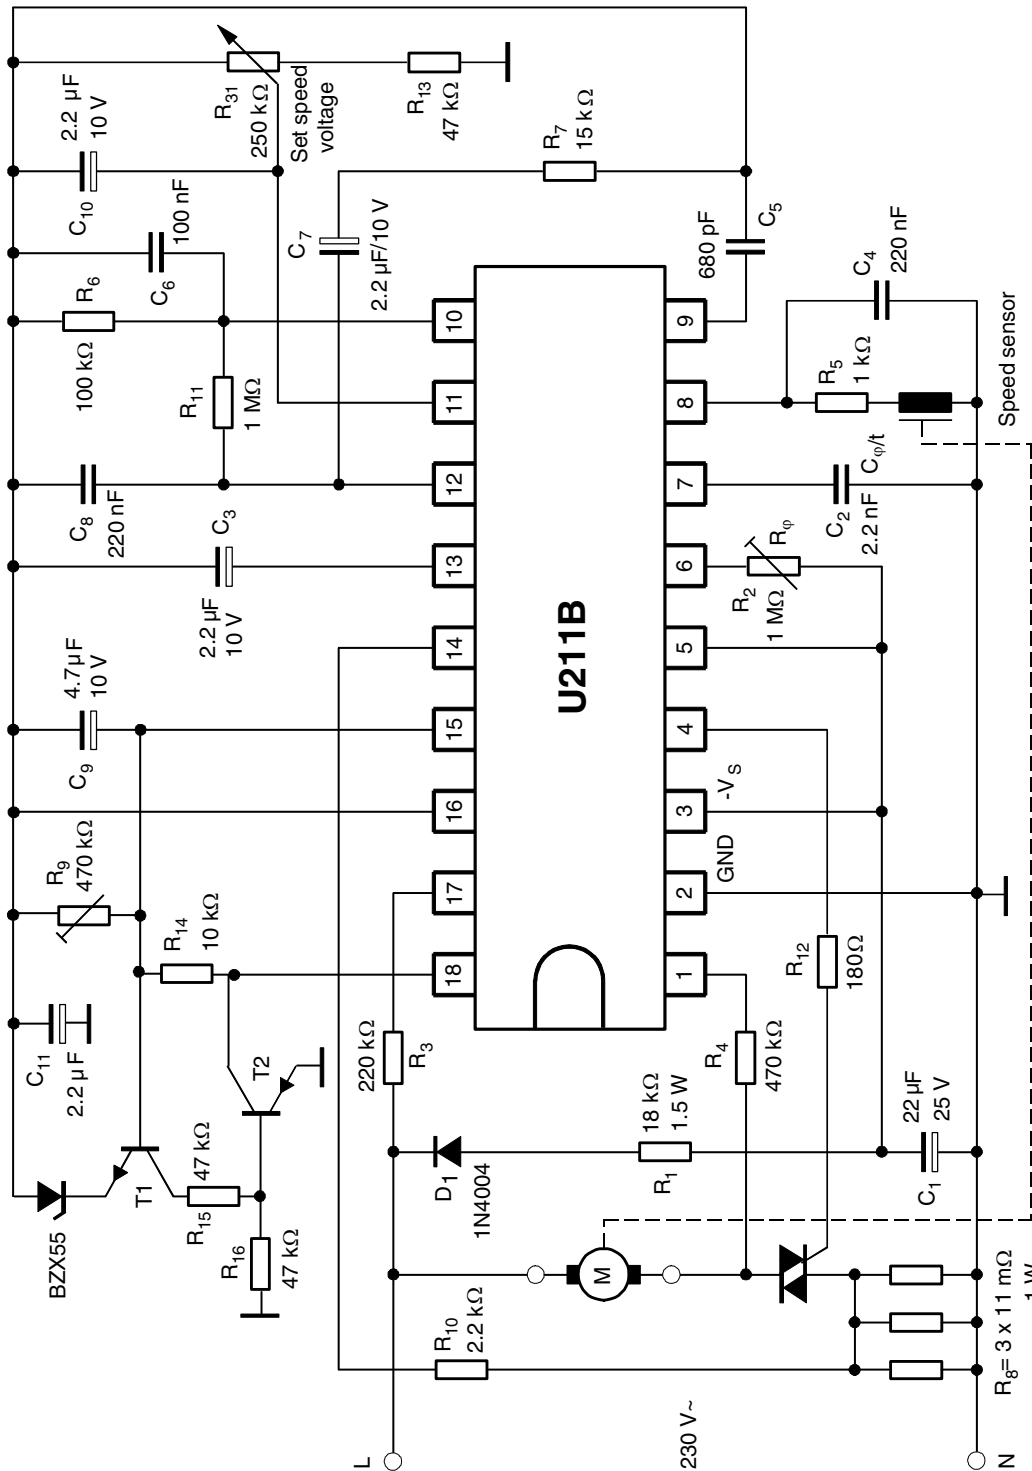 L
N
230 V~
R10
2.2 kΩ
R8= 3 x 11 mΩ
1 W
M
BZX55
T1
R15
47 kΩ
R16
47 kΩ
T2
C11
2.2 µF
R14
10 kΩ
R9
470 kΩ
C9
4.7µF
10 V
2.2 µF
10 V
C3
C8
220 nF
R11
1 MΩ
100 kΩ
R6
C6
100 nF
C10
2.2 µF
10 V
R31
250 kΩ
Set speed
voltage
R13
47 kΩ
C7
2.2 µF/10 V
R7
15 kΩ
680 pF
C5
220 kΩ
R3
D1
1N4004
18 kΩ
1.5 W
R1
R4
470 kΩ
22 µF
25 V
C1
R12
180Ω
18
17
16
15
14
13
12
11
10
U211B
1
2
3
4
5
6
7
8
9
GND
-VS
R2
1 MΩ
Rφ
C2
2.2 nF
Cφ/t
R5
1 kΩ
C4
220 nF
Speed sensor